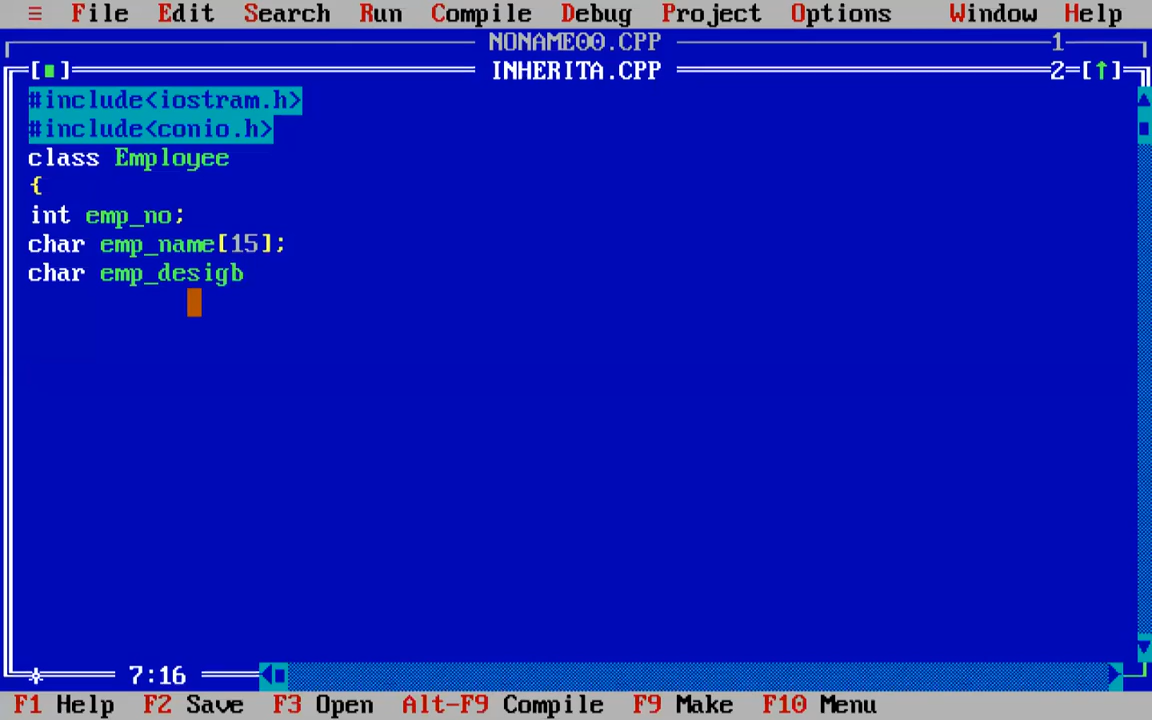 ≡ File Edit Search Run Compile Debug Project Options Window Help
NONAME00.CPP 1
[■] INHERITA.CPP 2=[↑]
#include<iostram.h>
#include<conio.h>
class Employee
{
int emp_no;
char emp_name[15];
char emp_desigb
7:16
F1 Help F2 Save F3 Open Alt-F9 Compile F9 Make F10 Menu